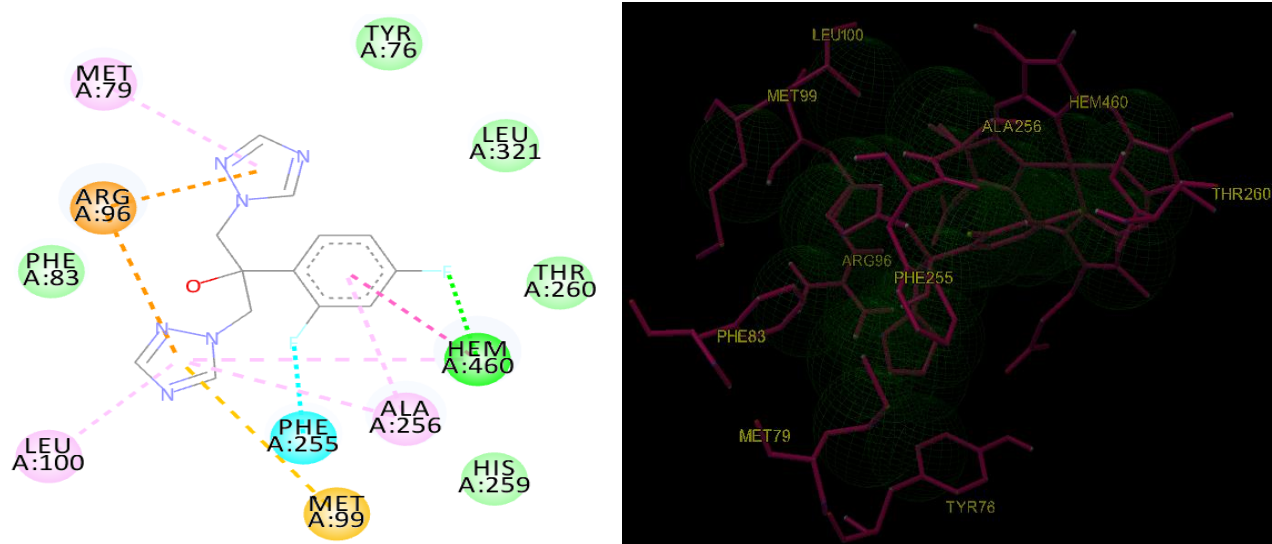 TYR
A:76
MET
A:79
LEU
A:321
ARG
A:96
PHE
A:83
THR
A:260
HEM
A:460
ALA
A:256
PHE
A:255
LEU
A:100
HIS
A:259
MET
A:99
N
N
N
O
F
F
N
N
N
LEU100
MET99
HEM460
ALA256
THR260
ARG96
PHE255
PHE83
MET79
TYR76